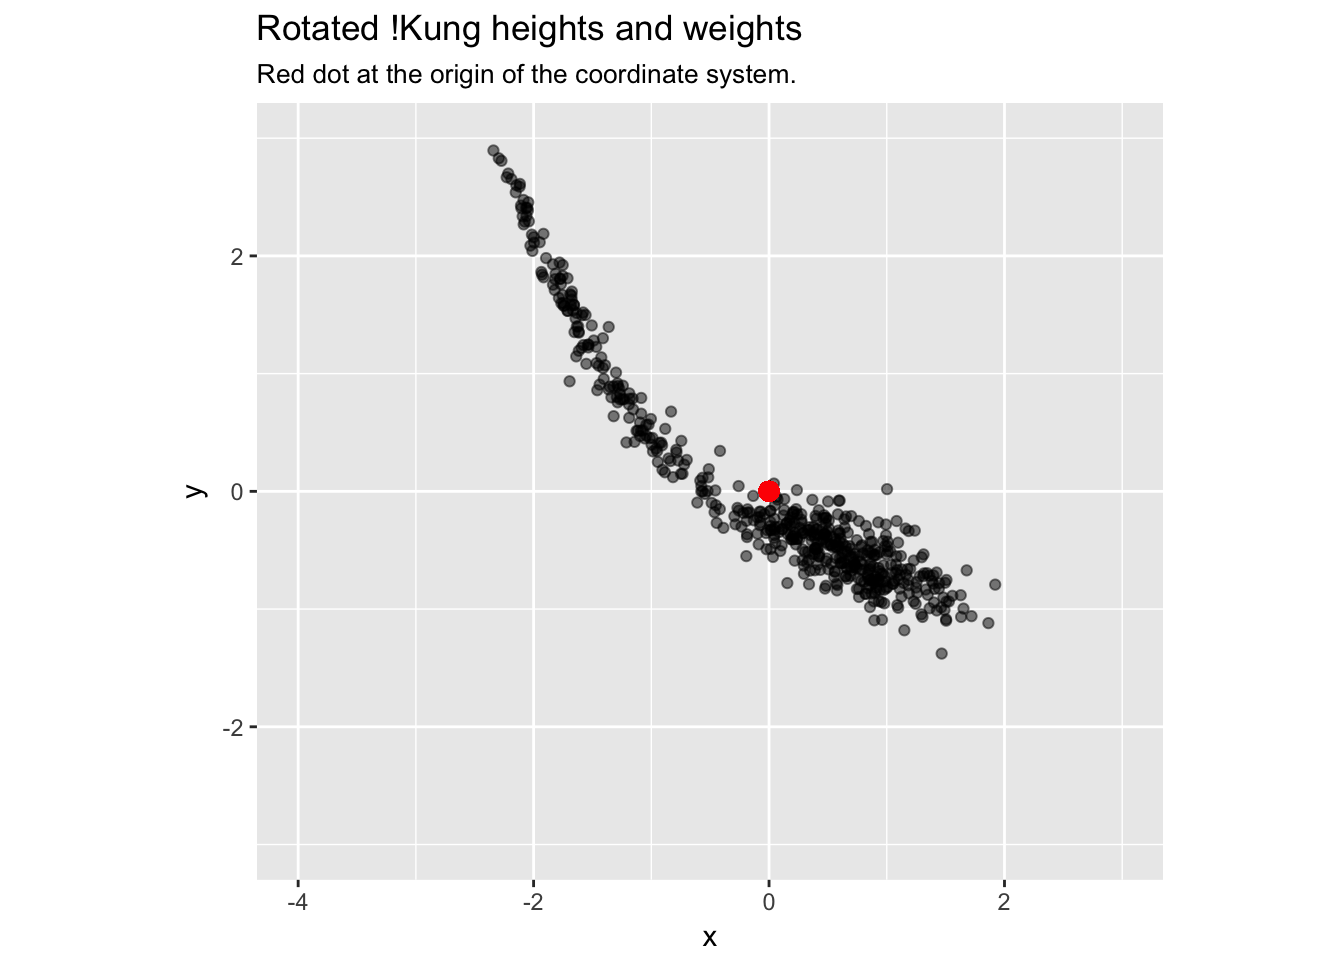 Rotated !Kung heights and weights
Red dot at the origin of the coordinate system.
y
2
0
-2
-4
-2
0
2
x